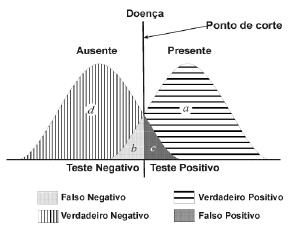 Doença
Ponto de corte
Ausente
Presente
d
a
b
c
Teste Negativo
Teste Positivo
Falso Negativo
Verdadeiro Positivo
Verdadeiro Negativo
Falso Positivo